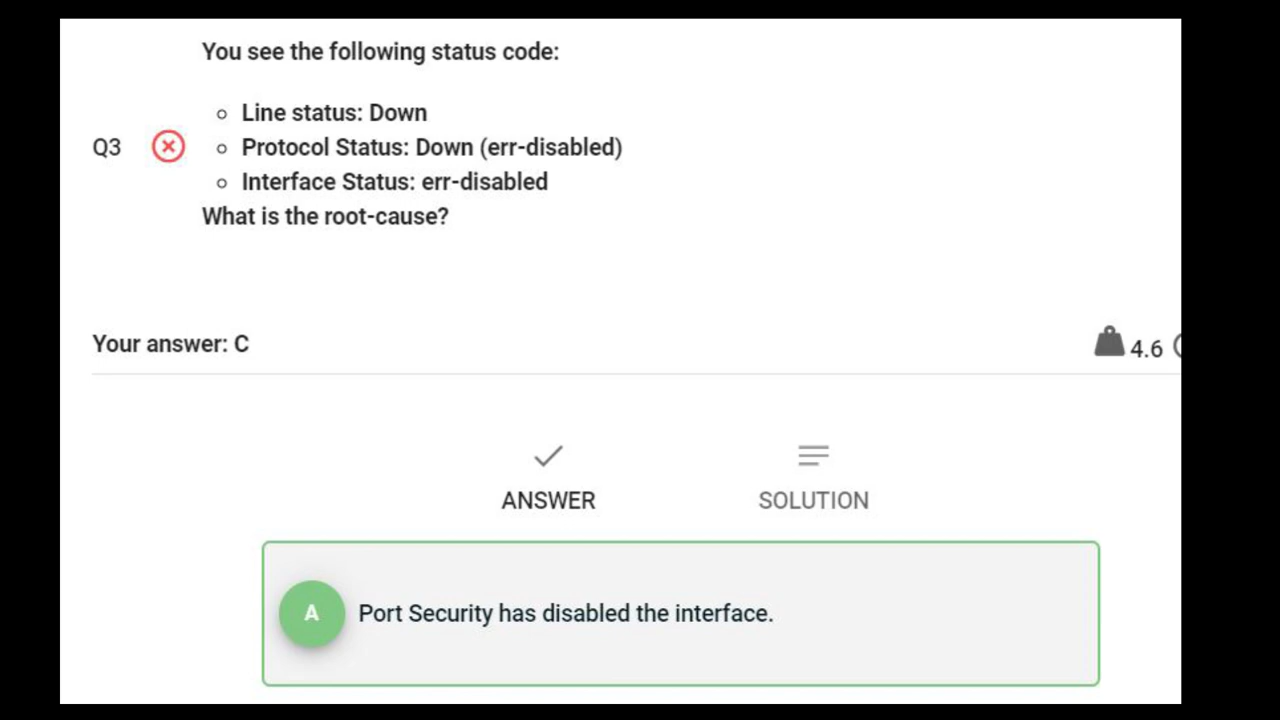 You see the following status code:
Line status: Down
Q3 Protocol Status: Down (err-disabled)
Interface Status: err-disabled
What is the root-cause?
Your answer: C 4.6
ANSWER SOLUTION
A Port Security has disabled the interface.